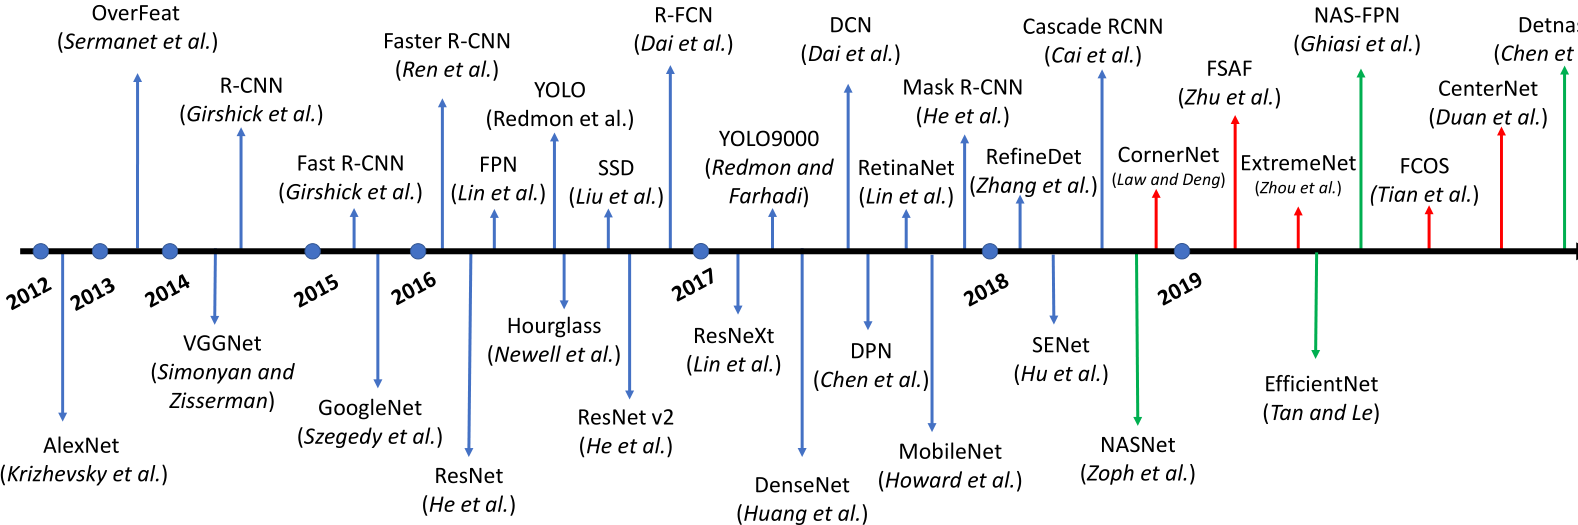 OverFeat
(Sermanet et al.)
R-CNN
(Girshick et al.)
Fast R-CNN
(Girshick et al.)
Faster R-CNN
(Ren et al.)
FPN
(Lin et al.)
YOLO
(Redmon et al.)
SSD
(Liu et al.)
R-FCN
(Dai et al.)
YOLO9000
(Redmon and
Farhadi)
DCN
(Dai et al.)
RetinaNet
(Lin et al.)
Mask R-CNN
(He et al.)
RefineDet
(Zhang et al.)
Cascade RCNN
(Cai et al.)
CornerNet
(Law and Deng)
FSAF
(Zhu et al.)
ExtremeNet
(Zhou et al.)
NAS-FPN
(Ghiasi et al.)
FCOS
(Tian et al.)
CenterNet
(Duan et al.)
Detnas
(Chen et
2012
2013
2014
2015
2016
2017
2018
2019
AlexNet
(Krizhevsky et al.)
VGGNet
(Simonyan and
Zisserman)
GoogleNet
(Szegedy et al.)
ResNet
(He et al.)
Hourglass
(Newell et al.)
ResNet v2
(He et al.)
ResNeXt
(Lin et al.)
DenseNet
(Huang et al.)
DPN
(Chen et al.)
MobileNet
(Howard et al.)
SENet
(Hu et al.)
NASNet
(Zoph et al.)
EfficientNet
(Tan and Le)